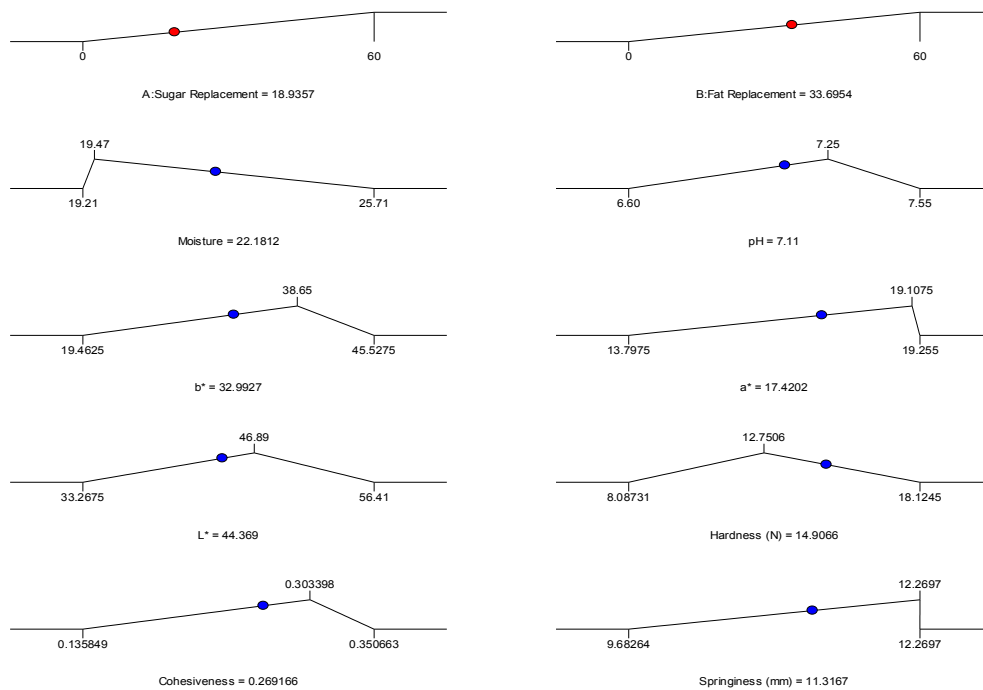 0
60
A:Sugar Replacement = 18.9357
0
60
B:Fat Replacement = 33.6954
19.47
19.21
25.71
Moisture = 22.1812
7.25
6.60
7.55
pH = 7.11
38.65
19.4625
45.5275
b* = 32.9927
19.1075
13.7975
19.255
a* = 17.4202
46.89
33.2675
56.41
L* = 44.369
12.7506
8.08731
18.1245
Hardness (N) = 14.9066
0.303398
0.135849
0.350663
Cohesiveness = 0.269166
12.2697
9.68264
12.2697
Springiness (mm) = 11.3167